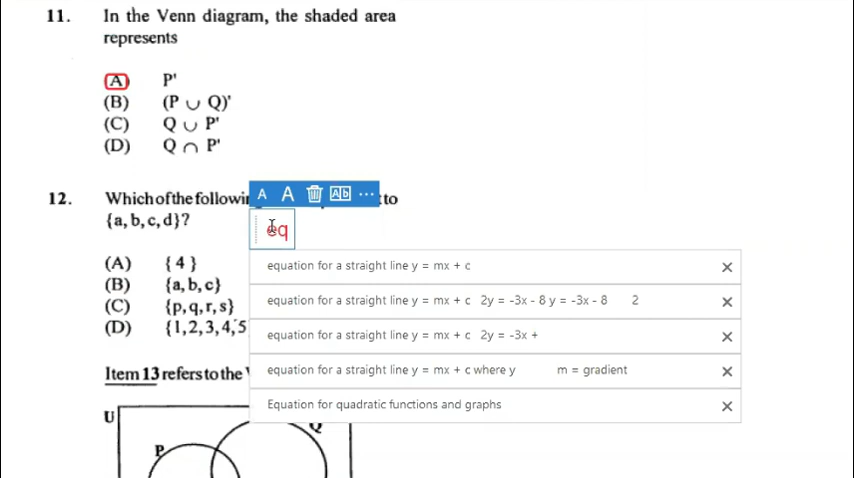 11. In the Venn diagram, the shaded area
represents
(A) P'
(B) (P ∪ Q)'
(C) Q ∪ P'
(D) Q ∩ P'
A A Ab ...
12. Which of the following to
{a, b, c, d}?
eq
(A) {4}
(B) {a, b, c}
(C) {p, q, r, s}
(D) {1, 2, 3, 4, 5
equation for a straight line y = mx + c
equation for a straight line y = mx + c 2y = -3x - 8 y = -3x - 8 2
equation for a straight line y = mx + c 2y = -3x +
equation for a straight line y = mx + c where y m = gradient
Equation for quadratic functions and graphs
Item 13 refers to the
U
P
Q